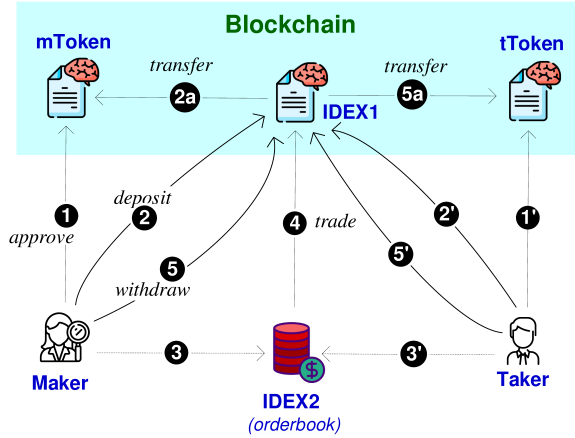 Blockchain
mToken
tToken
transfer
transfer
2a
5a
IDEX1
deposit
1
2
4
trade
2'
1'
approve
5
5'
withdraw
3
3'
$
Maker
IDEX2
Taker
(orderbook)